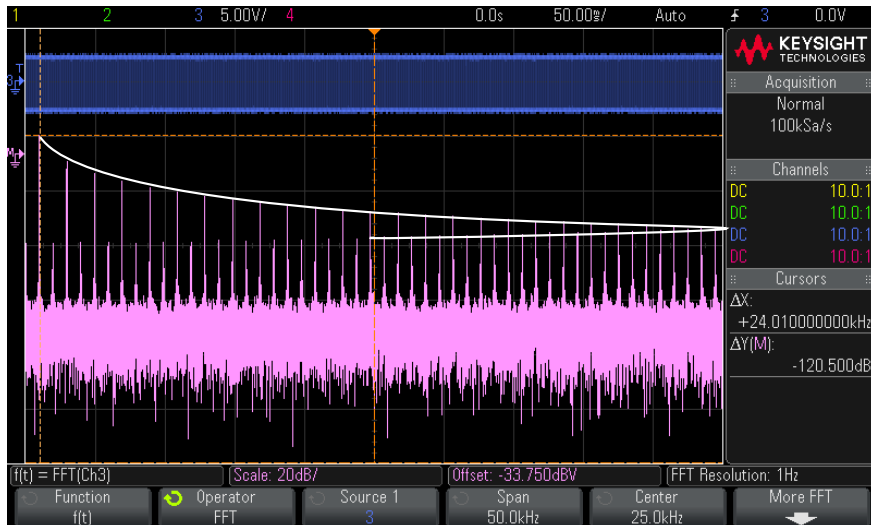 1 2 3 5.00V/ 4 0.0s 50.00ms/ Auto 3 0.0V
KEYSIGHT
TECHNOLOGIES
Acquisition
Normal
100kSa/s
Channels
DC 10.0:1
DC 10.0:1
DC 10.0:1
DC 10.0:1
Cursors
ΔX:
+24.010000000kHz
ΔY(M):
-120.500dB
T
3
M
f(t) = FFT(Ch3) Scale: 20dB/ Offset: -33.750dBV FFT Resolution: 1Hz
Function Operator Source 1 Span Center More FFT
f(t) FFT 3 50.0kHz 25.0kHz